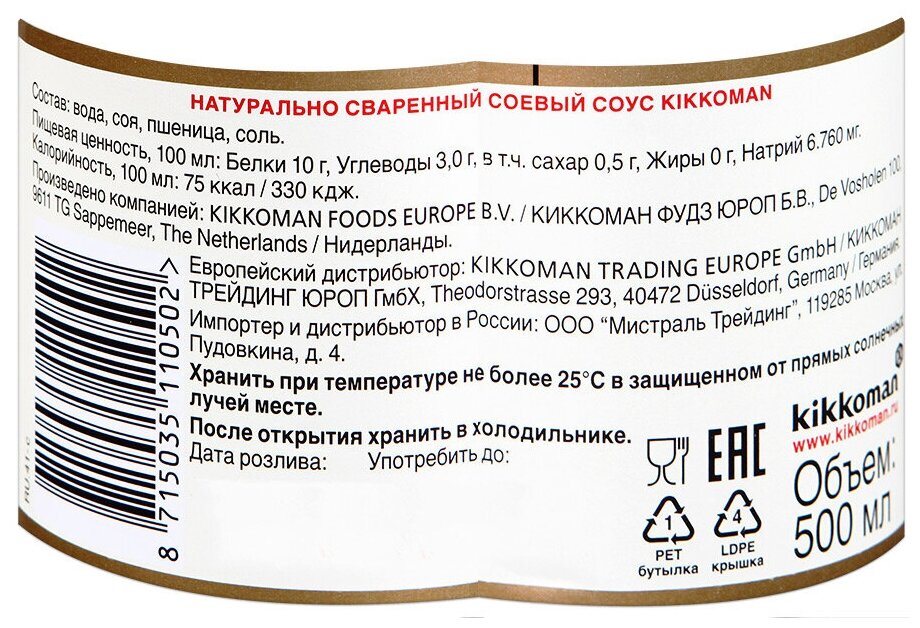 НАТУРАЛЬНО СВАРЕННЫЙ СОЕВЫЙ СОУС KIKKOMAN
Состав: вода, соя, пшеница, соль.
Пищевая ценность, 100 мл: Белки 10 г, Углеводы 3,0 г, в т.ч. сахар 0,5 г, Жиры 0 г, Натрий 6.760 мг.
Калорийность, 100 мл: 75 ккал / 330 кдж.
Произведено компанией: KIKKOMAN FOODS EUROPE B.V. / КИККОМАН ФУДЗ ЮРОП Б.В., De Vosholen 100,
9611 TG Sappemeer, The Netherlands / Нидерланды.
Европейский дистрибьютор: KIKKOMAN TRADING EUROPE GmbH / КИККОМАН
ТРЕЙДИНГ ЮРОП ГмбХ, Theodorstrasse 293, 40472 Düsseldorf, Germany / Германия.
Импортер и дистрибьютор в России: ООО “Мистраль Трейдинг”, 119285 Москва, ул.
Пудовкина, д. 4.
Хранить при температуре не более 25°C в защищенном от прямых солнечных
лучей месте.
После открытия хранить в холодильнике.
Дата розлива: Употребить до:
8 715035 110502 >
RU-41-C
EAC
kikkoman®
www.kikkoman.ru
Объем:
500 мл
1
PET
бутылка
4
LDPE
крышка